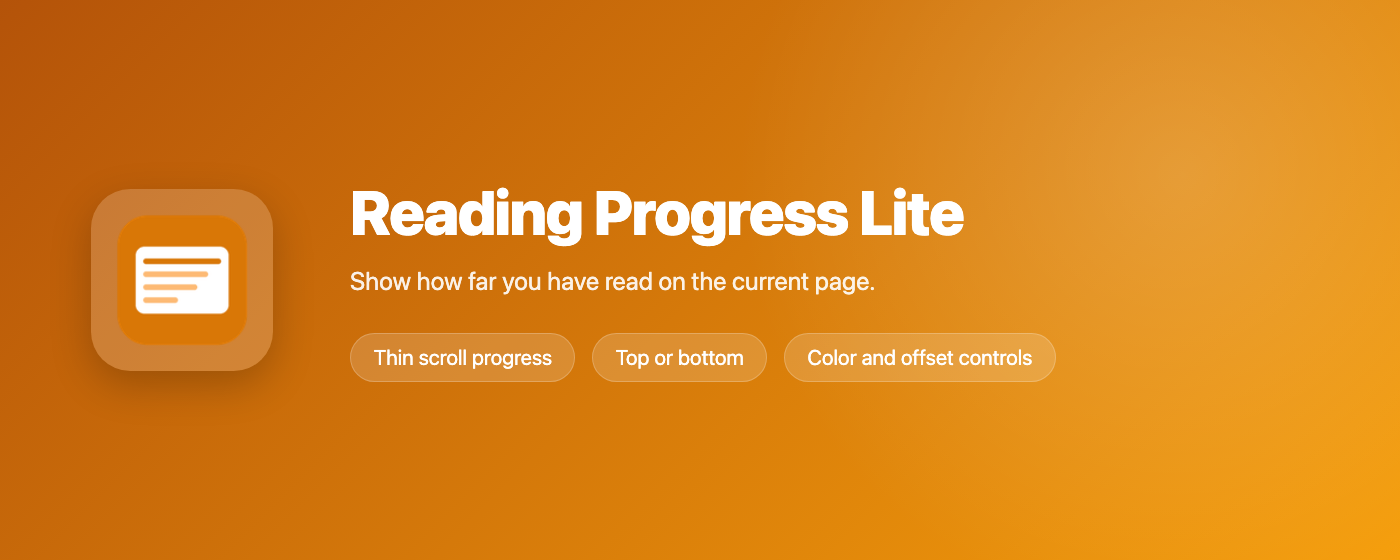 Reading Progress Lite
Show how far you have read on the current page.
Thin scroll progress
Top or bottom
Color and offset controls